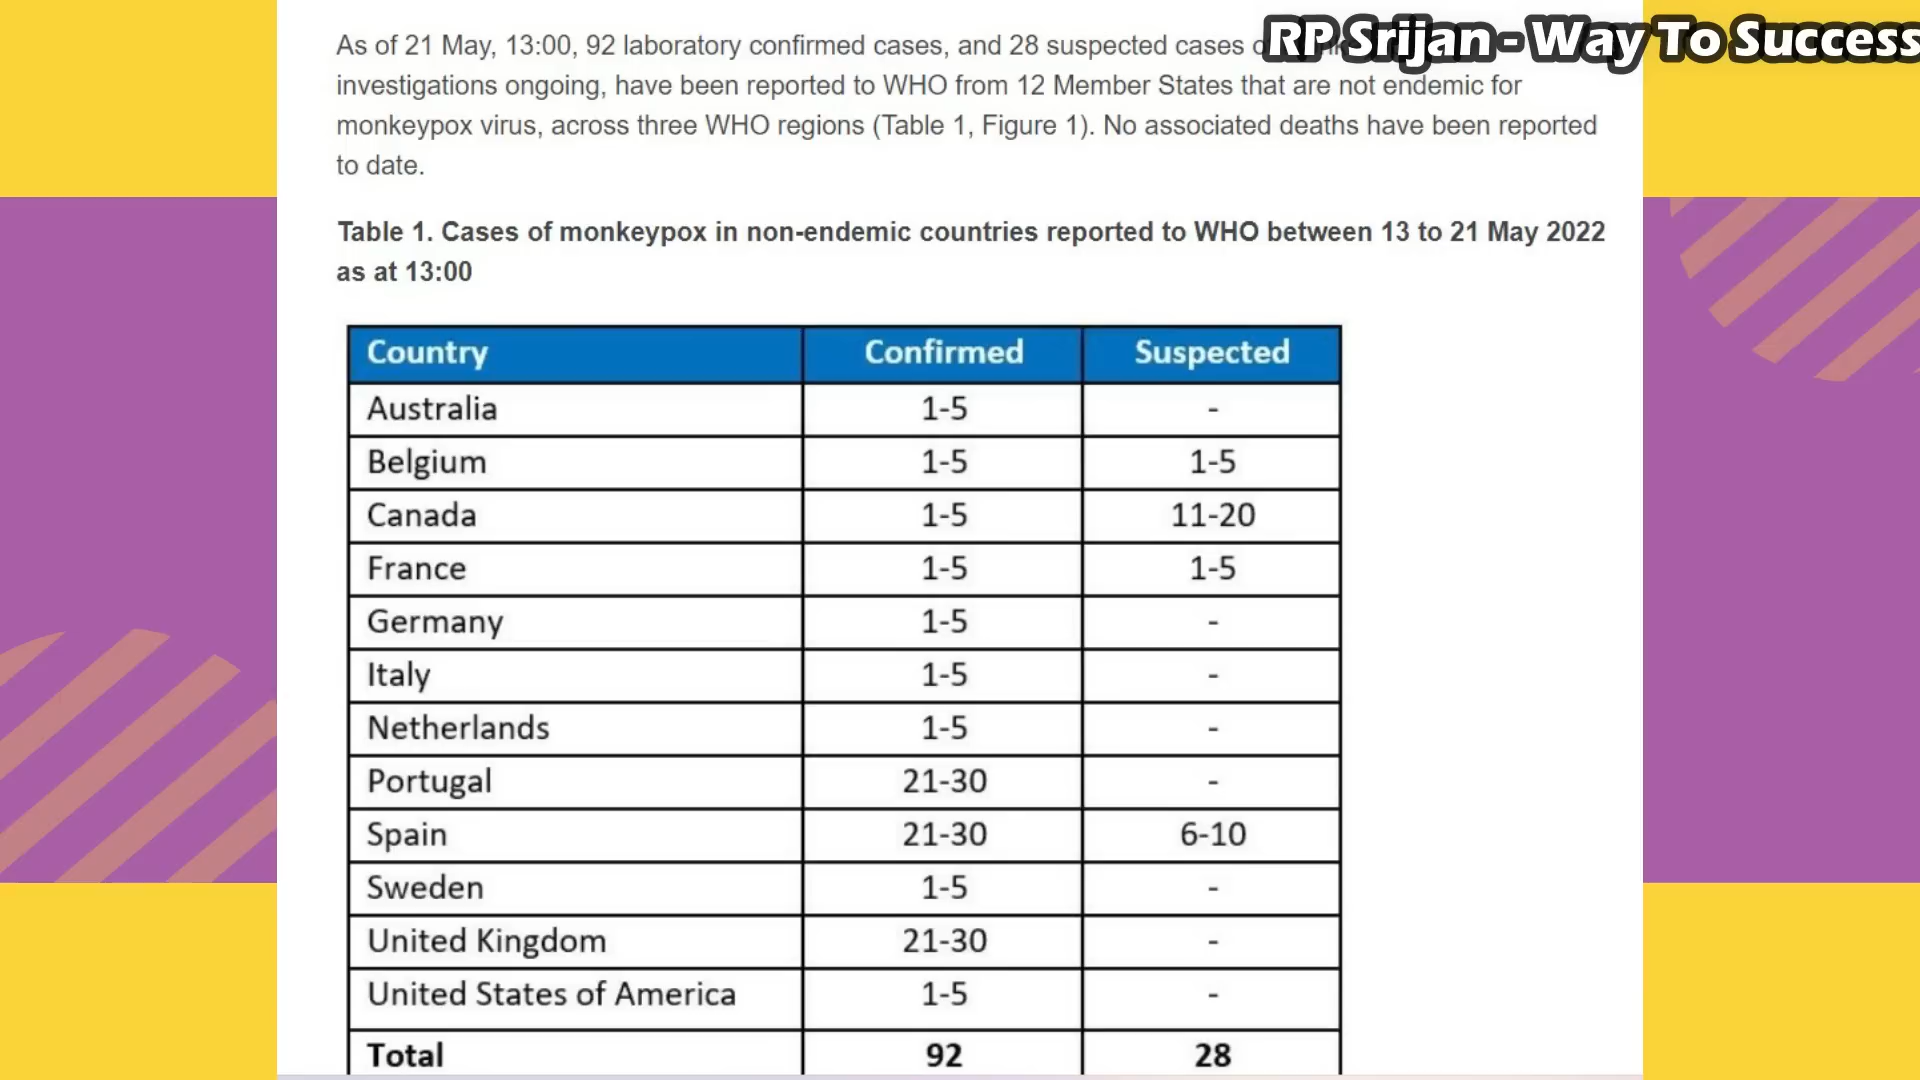 RP Srijan - Way To Success
As of 21 May, 13:00, 92 laboratory confirmed cases, and 28 suspected cases
investigations ongoing, have been reported to WHO from 12 Member States that are not endemic for
monkeypox virus, across three WHO regions (Table 1, Figure 1). No associated deaths have been reported
to date.
Table 1. Cases of monkeypox in non-endemic countries reported to WHO between 13 to 21 May 2022
as at 13:00
Country Confirmed Suspected
Australia 1-5 -
Belgium 1-5 1-5
Canada 1-5 11-20
France 1-5 1-5
Germany 1-5 -
Italy 1-5 -
Netherlands 1-5 -
Portugal 21-30 -
Spain 21-30 6-10
Sweden 1-5 -
United Kingdom 21-30 -
United States of America 1-5 -
Total 92 28